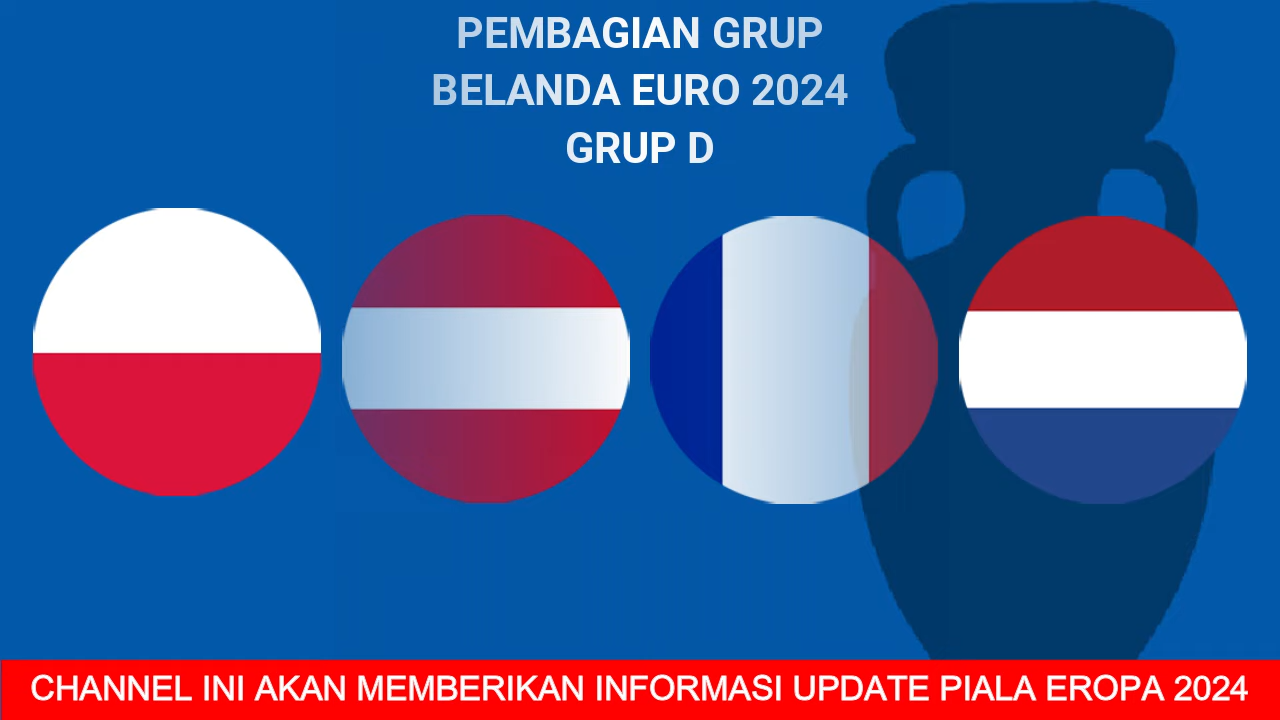 PEMBAGIAN GRUP
BELANDA EURO 2024
GRUP D
CHANNEL INI AKAN MEMBERIKAN INFORMASI UPDATE PIALA EROPA 2024